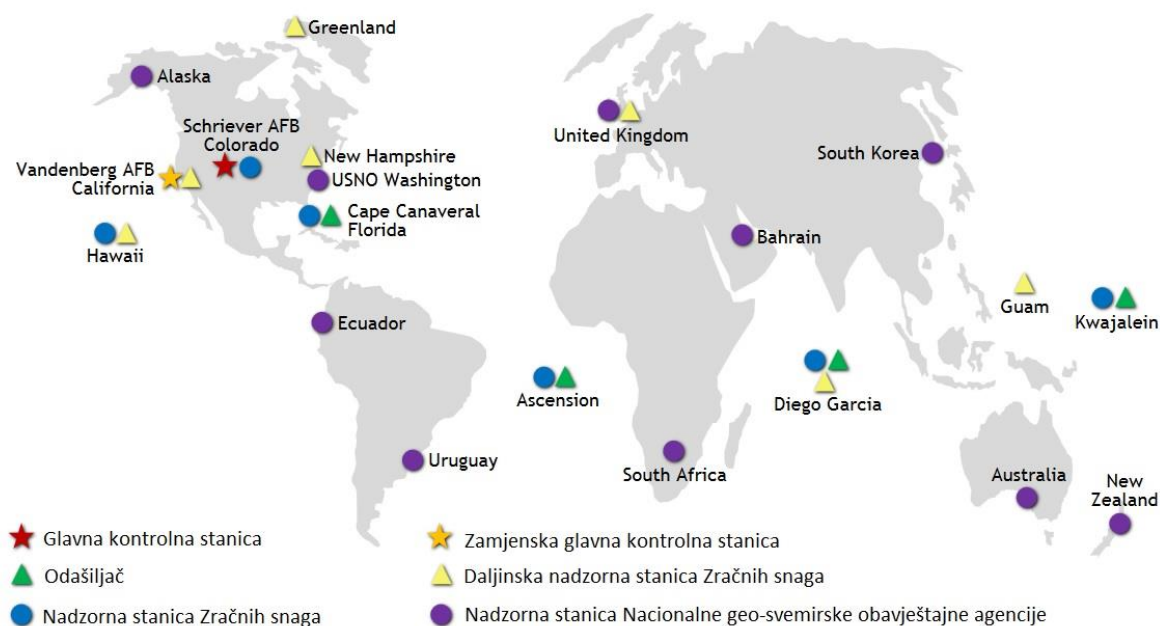 Greenland
Alaska
Schriever AFB
Colorado
Vandenberg AFB
California
New Hampshire
USNO Washington
Cape Canaveral
Florida
Hawaii
United Kingdom
South Korea
Bahrain
Guam
Kwajalein
Ecuador
Ascension
Diego Garcia
Uruguay
South Africa
Australia
New
Zealand
Glavna kontrolna stanica
Zamjenska glavna kontrolna stanica
Odašiljač
Daljinska nadzorna stanica Zračnih snaga
Nadzorna stanica Zračnih snaga
Nadzorna stanica Nacionalne geo-svemirske obavještajne agencije